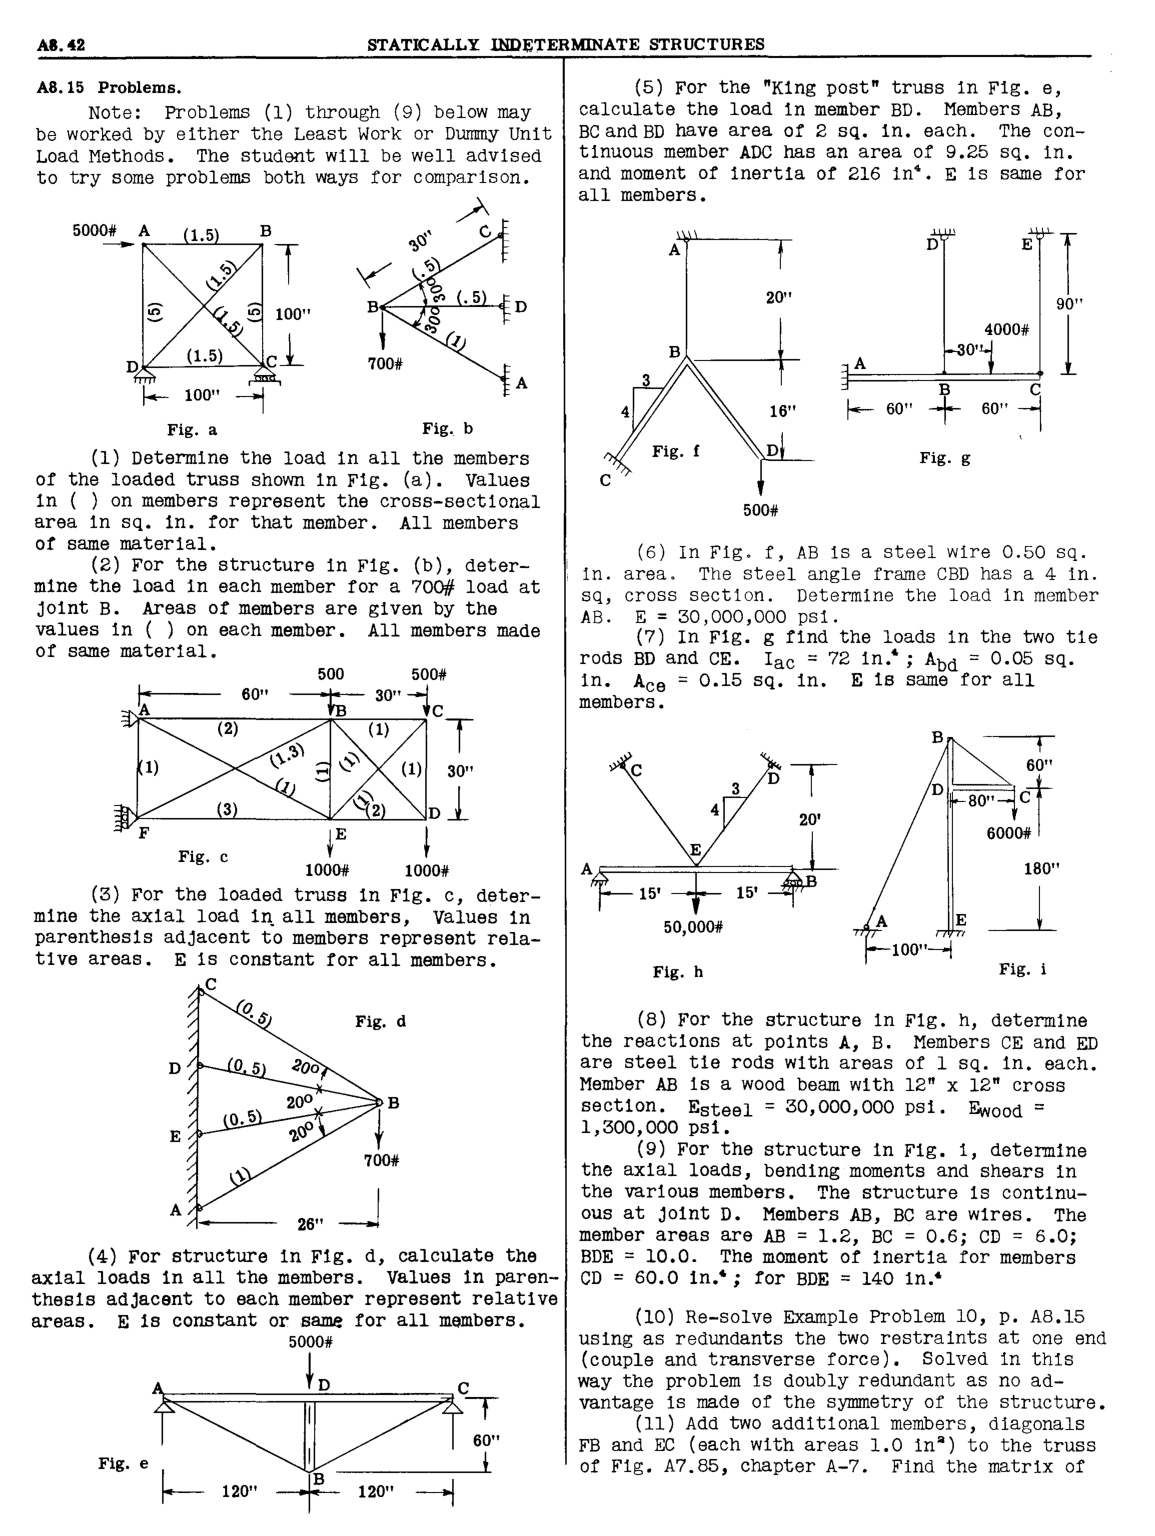 A8.42
STATICALLY INDETERMINATE STRUCTURES
A8.15 Problems.
Note: Problems (1) through (9) below may
be worked by either the Least Work or Dummy Unit
Load Methods. The student will be well advised
to try some problems both ways for comparison.
5000# A (1.5) B
(1.5)
(5)
(1.5)
(5)
100"
D (1.5) C
100"
Fig. a
C
30"
(.5)
30°
B (.5) D
30°
(1)
700#
A
Fig. b
(1) Determine the load in all the members
of the loaded truss shown in Fig. (a). Values
in ( ) on members represent the cross-sectional
area in sq. in. for that member. All members
of same material.
(2) For the structure in Fig. (b), deter-
mine the load in each member for a 700# load at
joint B. Areas of members are given by the
values in ( ) on each member. All members made
of same material.
500 500#
60" 30"
A B C
(2) (1)
(1.3)
(1) (1) (1) (1) (1)
30"
(3) (1) (2)
F E D
Fig. c
1000# 1000#
(3) For the loaded truss in Fig. c, deter-
mine the axial load in all members, Values in
parenthesis adjacent to members represent rela-
tive areas. E is constant for all members.
C
(0.5)
Fig. d
D (0.5) 20°
20° B
E (0.5) 20°
700#
(1)
A
26"
(4) For structure in Fig. d, calculate the
axial loads in all the members. Values in paren-
thesis adjacent to each member represent relative
areas. E is constant or same for all members.
5000#
A D C
60"
Fig. e
B
120" 120"
(5) For the "King post" truss in Fig. e,
calculate the load in member BD. Members AB,
BC and BD have area of 2 sq. in. each. The con-
tinuous member ADC has an area of 9.25 sq. in.
and moment of inertia of 216 in⁴. E is same for
all members.
A
20"
B
3
4
16"
Fig. f
D
C
500#
D E
90"
4000#
30"
A
B C
60" 60"
Fig. g
(6) In Fig. f, AB is a steel wire 0.50 sq.
in. area. The steel angle frame CBD has a 4 in.
sq, cross section. Determine the load in member
AB. E = 30,000,000 psi.
(7) In Fig. g find the loads in the two tie
rods BD and CE. Iac = 72 in.⁴; Abd = 0.05 sq.
in. Ace = 0.15 sq. in. E is same for all
members.
C D
3
4
20'
E
A B
15' 15'
50,000#
Fig. h
B
60"
D
80" C
6000#
180"
A E
100"
Fig. i
(8) For the structure in Fig. h, determine
the reactions at points A, B. Members CE and ED
are steel tie rods with areas of 1 sq. in. each.
Member AB is a wood beam with 12" x 12" cross
section. Esteel = 30,000,000 psi. Ewood =
1,300,000 psi.
(9) For the structure in Fig. i, determine
the axial loads, bending moments and shears in
the various members. The structure is continu-
ous at joint D. Members AB, BC are wires. The
member areas are AB = 1.2, BC = 0.6; CD = 6.0;
BDE = 10.0. The moment of inertia for members
CD = 60.0 in.⁴; for BDE = 140 in.⁴
(10) Re-solve Example Problem 10, p. A8.15
using as redundants the two restraints at one end
(couple and transverse force). Solved in this
way the problem is doubly redundant as no ad-
vantage is made of the symmetry of the structure.
(11) Add two additional members, diagonals
FB and EC (each with areas 1.0 in²) to the truss
of Fig. A7.85, chapter A-7. Find the matrix of